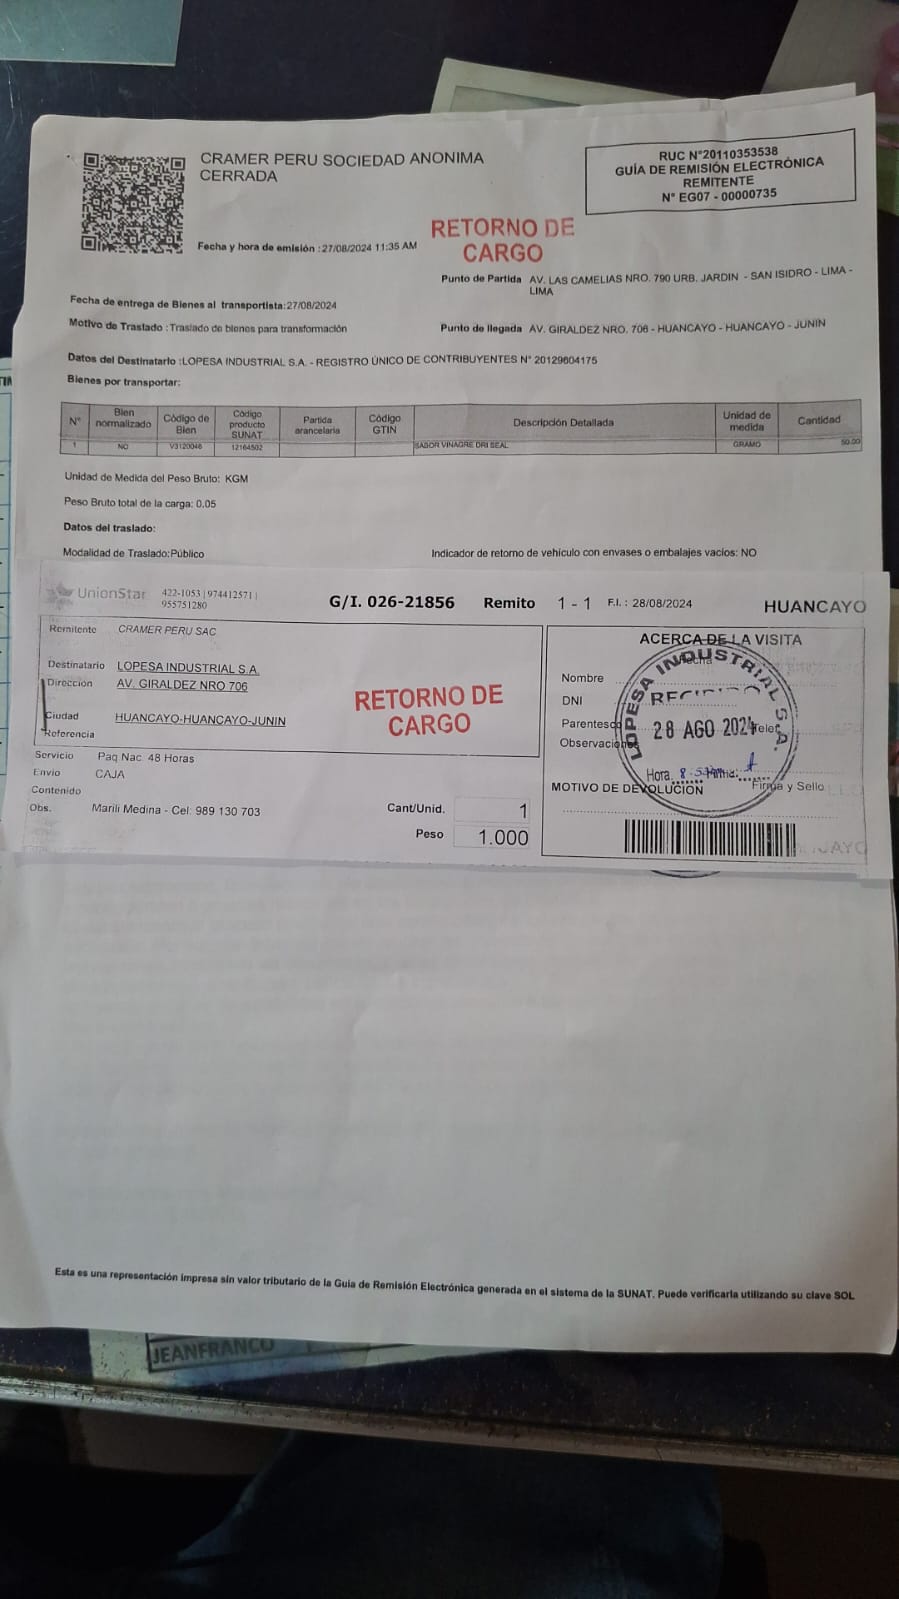 CRAMER PERU SOCIEDAD ANONIMA
CERRADA
RUC N°20110353538
GUÍA DE REMISIÓN ELECTRÓNICA
REMITENTE
N° EG07 - 00000735
RETORNO DE
CARGO
Fecha y hora de emisión :27/08/2024 11:35 AM
Punto de Partida AV. LAS CAMELIAS NRO. 790 URB. JARDIN - SAN ISIDRO - LIMA -
LIMA
Fecha de entrega de Bienes al transportista:27/08/2024
Motivo de Traslado :Traslado de bienes para transformación
Punto de llegada AV. GIRALDEZ NRO. 706 - HUANCAYO - HUANCAYO - JUNIN
Datos del Destinatario :LOPESA INDUSTRIAL S.A. - REGISTRO ÚNICO DE CONTRIBUYENTES N° 20129604175
Bienes por transportar:
N° Bien normalizado Código de Bien Código producto SUNAT Partida arancelaria Código GTIN Descripción Detallada Unidad de medida Cantidad
1 NO V3120046 12164502 SABOR VINAGRE DRI SEAL GRAMO 50.00
Unidad de Medida del Peso Bruto: KGM
Peso Bruto total de la carga: 0.05
Datos del traslado:
Modalidad de Traslado:Público
Indicador de retorno de vehículo con envases o embalajes vacíos: NO
UnionStar
422-1053 | 974412571 |
955751280
G/I. 026-21856 Remito 1 - 1 F.I. : 28/08/2024 HUANCAYO
Remitente CRAMER PERU SAC
Destinatario LOPESA INDUSTRIAL S.A.
Dirección AV. GIRALDEZ NRO 706
Ciudad HUANCAYO-HUANCAYO-JUNIN
Referencia
RETORNO DE
CARGO
Servicio Paq Nac. 48 Horas
Envio CAJA
Contenido
Obs. Marili Medina - Cel: 989 130 703
Cant/Unid. 1
Peso 1.000
ACERCA DE LA VISITA
Fecha
Nombre
DNI
Parentesco
Observaciones
MOTIVO DE DEVOLUCIÓN
Firma y Sello
LOPESA INDUSTRIAL S.A.
28 AGO 2024
Hora.
Esta es una representación impresa sin valor tributario de la Guia de Remisión Electrónica generada en el sistema de la SUNAT. Puede verificarla utilizando su clave SOL
JEANFRANCO